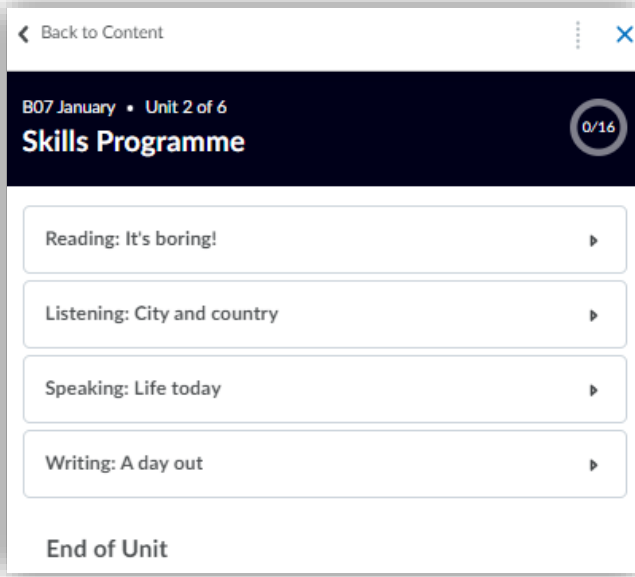 Back to Content
B07 January • Unit 2 of 6
Skills Programme
0/16
Reading: It's boring!
Listening: City and country
Speaking: Life today
Writing: A day out
End of Unit